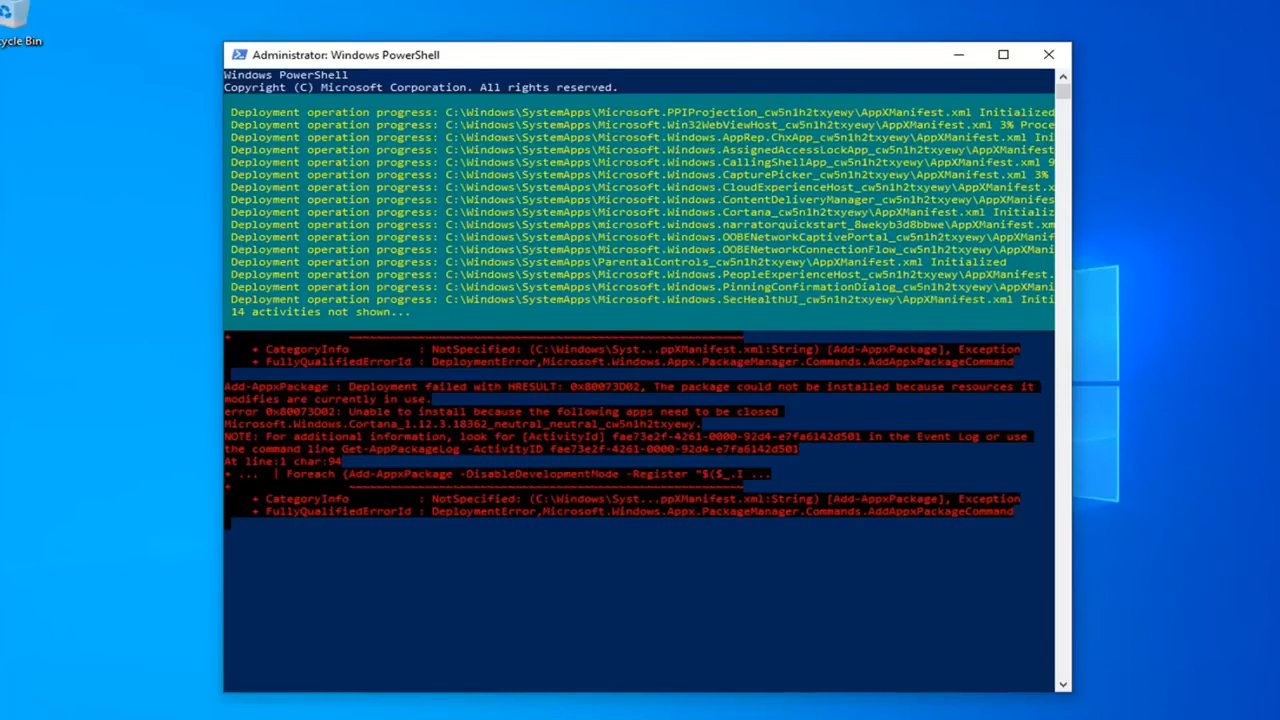 cycle Bin
Administrator: Windows PowerShell
Windows PowerShell
Copyright (C) Microsoft Corporation. All rights reserved.
Deployment operation progress: C:\Windows\SystemApps\Microsoft.PPIProjection_cw5n1h2txyewy\AppXManifest.xml Initialized
Deployment operation progress: C:\Windows\SystemApps\Microsoft.Win32WebViewHost_cw5n1h2txyewy\AppXManifest.xml 3% Proce
Deployment operation progress: C:\Windows\SystemApps\Microsoft.Windows.AppRep.ChxApp_cw5n1h2txyewy\AppXManifest.xml Ini
Deployment operation progress: C:\Windows\SystemApps\Microsoft.Windows.AssignedAccessLockApp_cw5n1h2txyewy\AppXManifest
Deployment operation progress: C:\Windows\SystemApps\Microsoft.Windows.CallingShellApp_cw5n1h2txyewy\AppXManifest.xml 9
Deployment operation progress: C:\Windows\SystemApps\Microsoft.Windows.CapturePicker_cw5n1h2txyewy\AppXManifest.xml 3%
Deployment operation progress: C:\Windows\SystemApps\Microsoft.Windows.CloudExperienceHost_cw5n1h2txyewy\AppXManifest.x
Deployment operation progress: C:\Windows\SystemApps\Microsoft.Windows.ContentDeliveryManager_cw5n1h2txyewy\AppXManifes
Deployment operation progress: C:\Windows\SystemApps\Microsoft.Windows.Cortana_cw5n1h2txyewy\AppXManifest.xml Initializ
Deployment operation progress: C:\Windows\SystemApps\Microsoft.Windows.narratorquickstart_8wekyb3d8bbwe\AppXManifest.xm
Deployment operation progress: C:\Windows\SystemApps\Microsoft.Windows.OOBENetworkCaptivePortal_cw5n1h2txyewy\AppXManif
Deployment operation progress: C:\Windows\SystemApps\Microsoft.Windows.OOBENetworkConnectionFlow_cw5n1h2txyewy\AppXMani
Deployment operation progress: C:\Windows\SystemApps\ParentalControls_cw5n1h2txyewy\AppXManifest.xml Initialized
Deployment operation progress: C:\Windows\SystemApps\Microsoft.Windows.PeopleExperienceHost_cw5n1h2txyewy\AppXManifest.
Deployment operation progress: C:\Windows\SystemApps\Microsoft.Windows.PinningConfirmationDialog_cw5n1h2txyewy\AppXMani
Deployment operation progress: C:\Windows\SystemApps\Microsoft.Windows.SecHealthUI_cw5n1h2txyewy\AppXManifest.xml Initi
14 activities not shown...
+ ~~~~~~~~~~~~~~~~~~~~~~~~~~~~~~~~~~~~~~~~~~~~~~~~~~~~~~~~~
+ CategoryInfo : NotSpecified: (C:\Windows\Syst...ppXManifest.xml:String) [Add-AppxPackage], Exception
+ FullyQualifiedErrorId : DeploymentError,Microsoft.Windows.Appx.PackageManager.Commands.AddAppxPackageCommand
Add-AppxPackage : Deployment failed with HRESULT: 0x80073D02, The package could not be installed because resources it
modifies are currently in use.
error 0x80073D02: Unable to install because the following apps need to be closed
Microsoft.Windows.Cortana_1.12.3.18362_neutral_neutral_cw5n1h2txyewy.
NOTE: For additional information, look for [ActivityId] fae73e2f-4261-0000-92d4-e7fa6142d501 in the Event Log or use
the command line Get-AppPackageLog -ActivityID fae73e2f-4261-0000-92d4-e7fa6142d501
At line:1 char:94
+ ... | Foreach {Add-AppxPackage -DisableDevelopmentMode -Register "$($_.I ...
+ ~~~~~~~~~~~~~~~~~~~~~~~~~~~~~~~~~~~~~~~~~~~~~~~~~~~~~~~~~
+ CategoryInfo : NotSpecified: (C:\Windows\Syst...ppXManifest.xml:String) [Add-AppxPackage], Exception
+ FullyQualifiedErrorId : DeploymentError,Microsoft.Windows.Appx.PackageManager.Commands.AddAppxPackageCommand